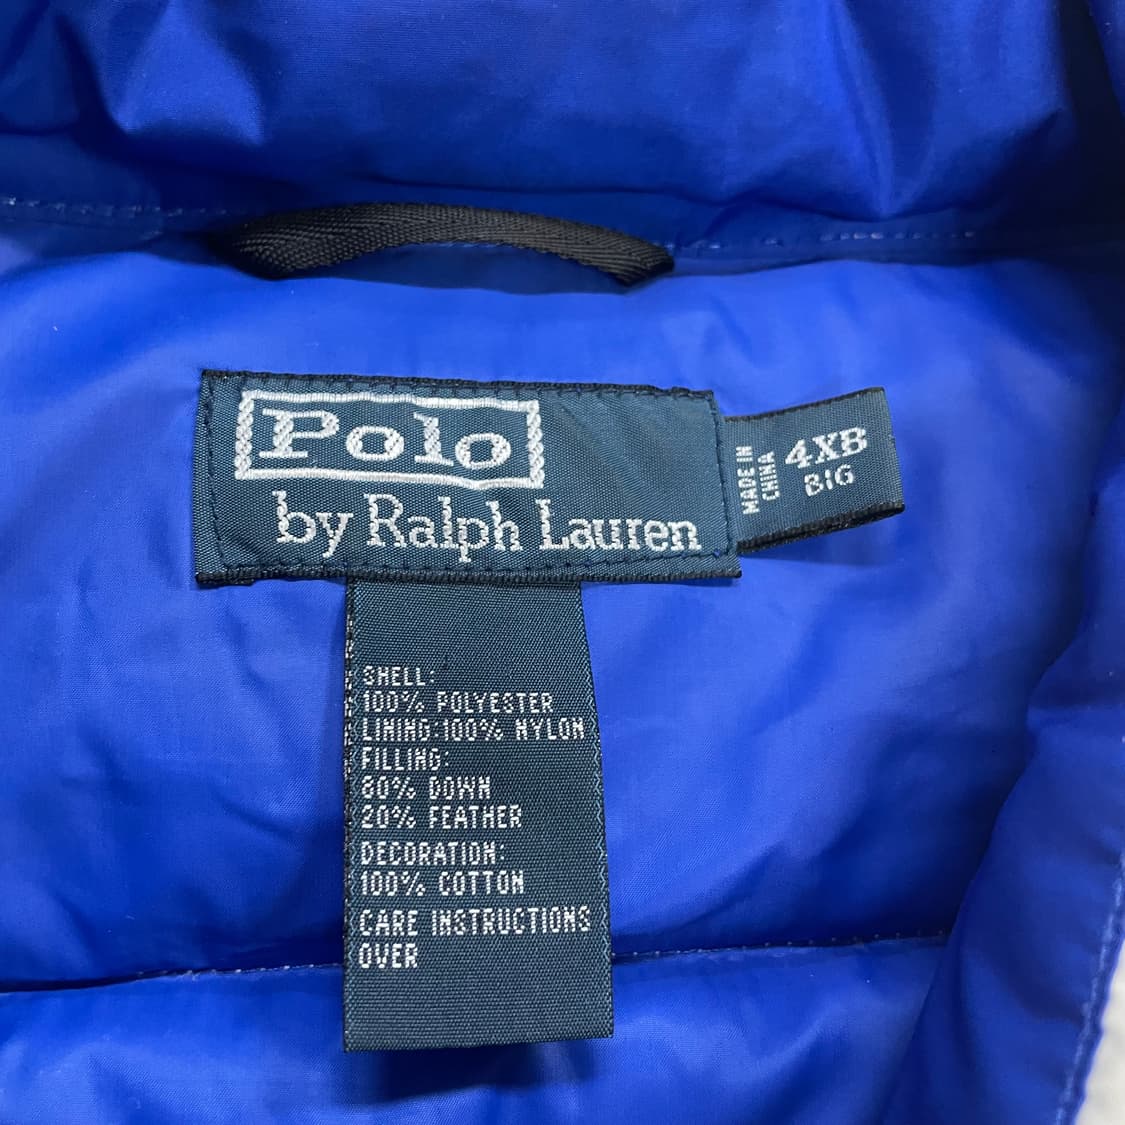 Polo
by Ralph Lauren
MADE IN
CHINA
4XB
BIG
SHELL:
100% POLYESTER
LINING:100% NYLON
FILLING:
80% DOWN
20% FEATHER
DECORATION:
100% COTTON
CARE INSTRUCTIONS
OVER